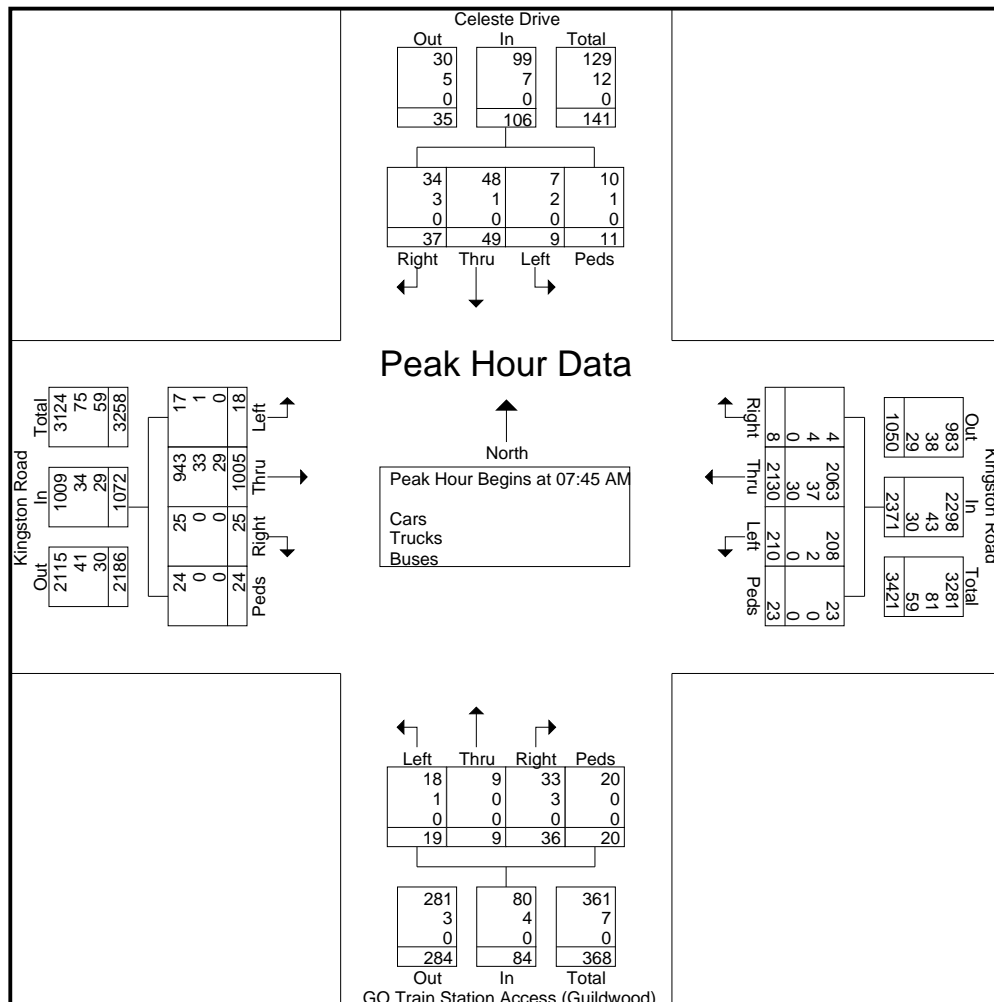 Celeste Drive
Out In Total
30 99 129
5 7 12
0 0 0
35 106 141
34 48 7 10
3 1 2 1
0 0 0 0
37 49 9 11
Right Thru Left Peds
Peak Hour Data
North
Peak Hour Begins at 07:45 AM
Cars
Trucks
Buses
Kingston Road
Total In Out
3124 1009 2115
75 34 41
59 29 30
3258 1072 2186
17 943 25 24
1 33 0 0
0 29 0 0
18 1005 25 24
Left Thru Right Peds
Kingston Road
Out In Total
983 2298 3281
38 43 81
29 30 59
1050 2371 3421
4 2063 208 23
4 37 2 0
0 30 0 0
8 2130 210 23
Right Thru Left Peds
Left Thru Right Peds
18 9 33 20
1 0 3 0
0 0 0 0
19 9 36 20
281 80 361
3 4 7
0 0 0
284 84 368
Out In Total
GO Train Station Access (Guildwood)